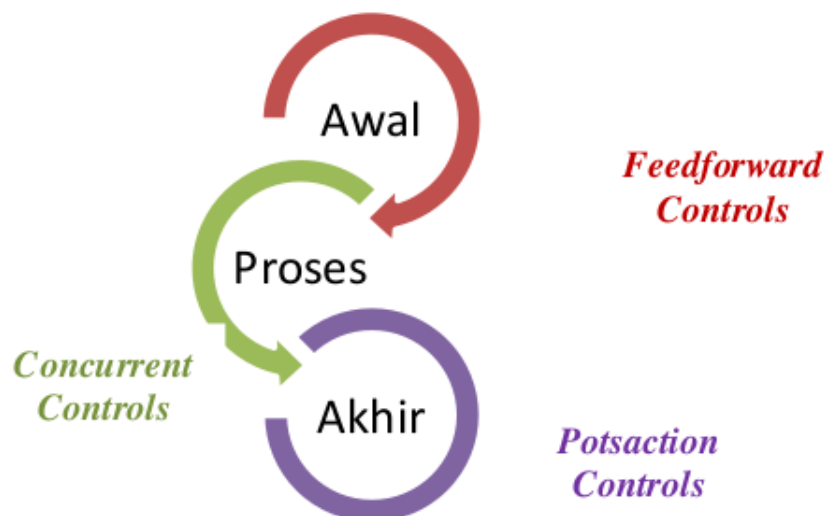 Awal
Feedforward
Controls
Proses
Concurrent
Controls
Akhir
Potsaction
Controls